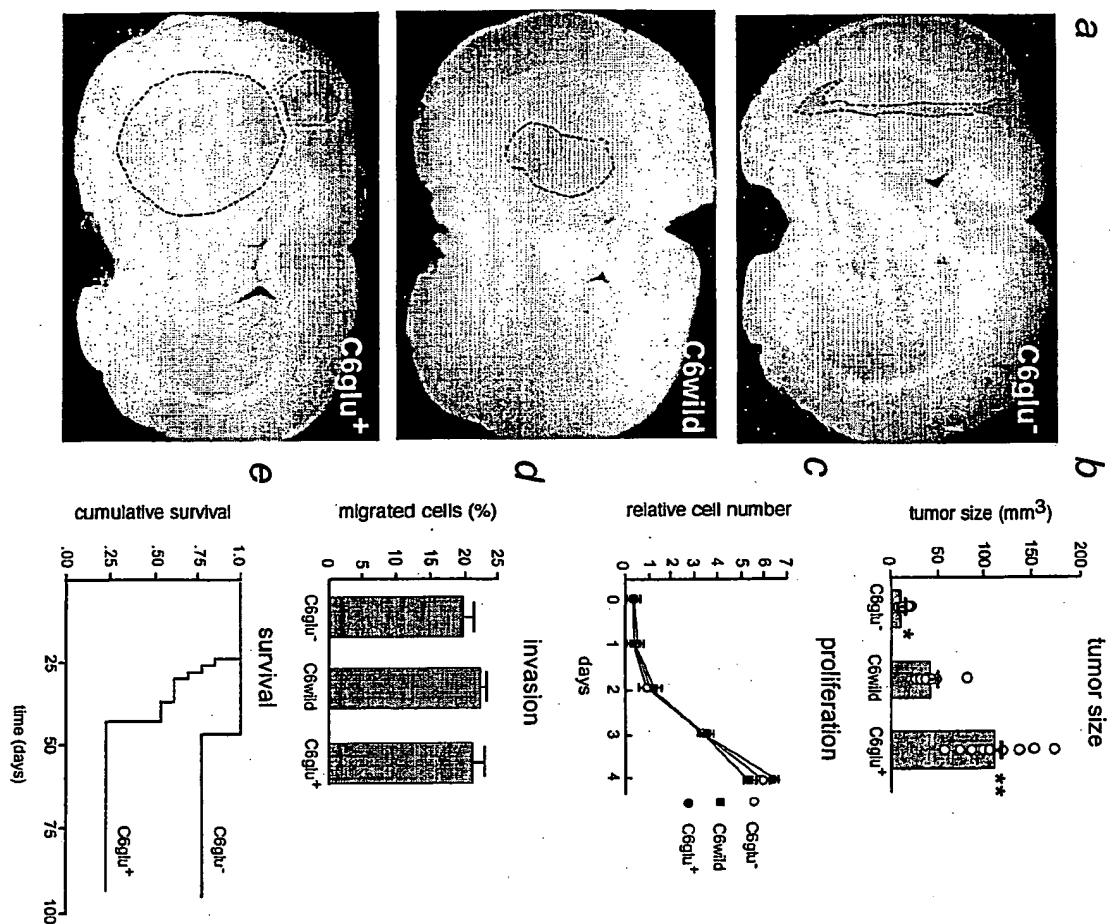 a
C6glu⁻
C6wild
C6glu⁺
b
tumor size
tumor size (mm³)
200
150
100
50
0
C6glu⁻
C6wild
C6glu⁺
*
**
c
proliferation
relative cell number
7
6
5
4
3
2
1
0
0 1 2 3 4
days
C6glu⁻
C6wild
C6glu⁺
d
invasion
migrated cells (%)
25
20
15
10
5
0
C6glu⁻
C6wild
C6glu⁺
e
survival
cumulative survival
1.0
.75
.50
.25
.00
25 50 75 100
time (days)
C6glu⁻
C6glu⁺